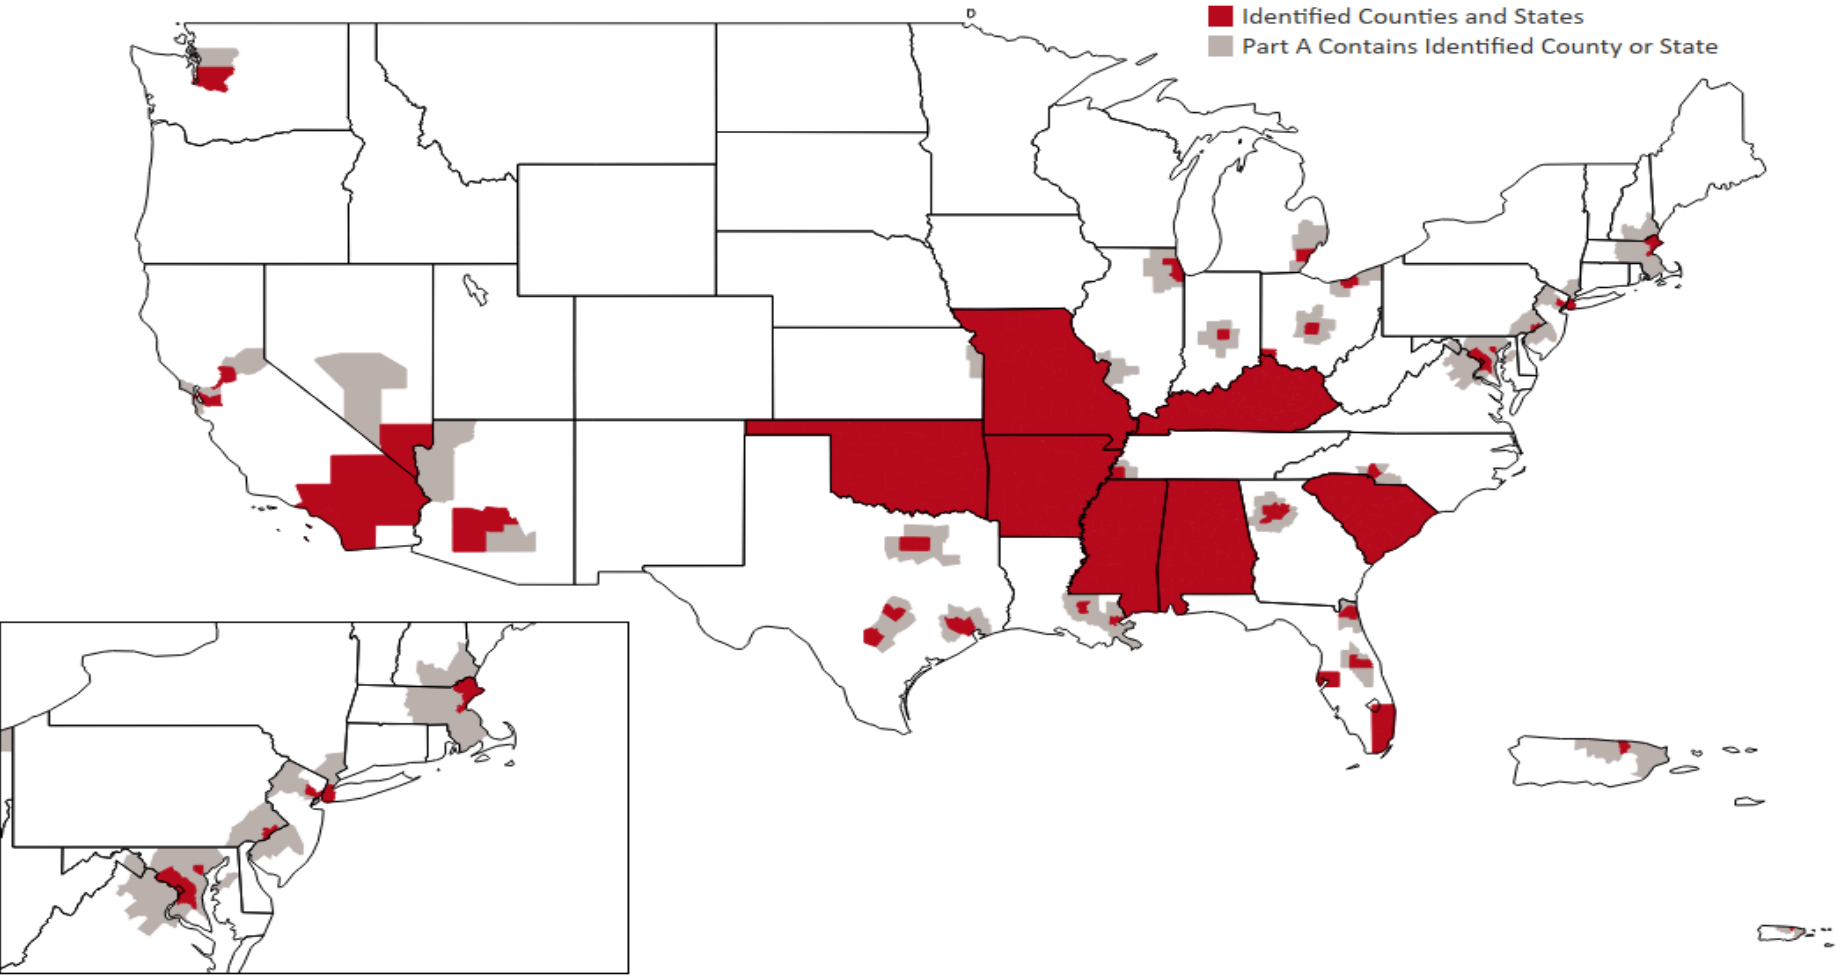 Identified Counties and States
Part A Contains Identified County or State